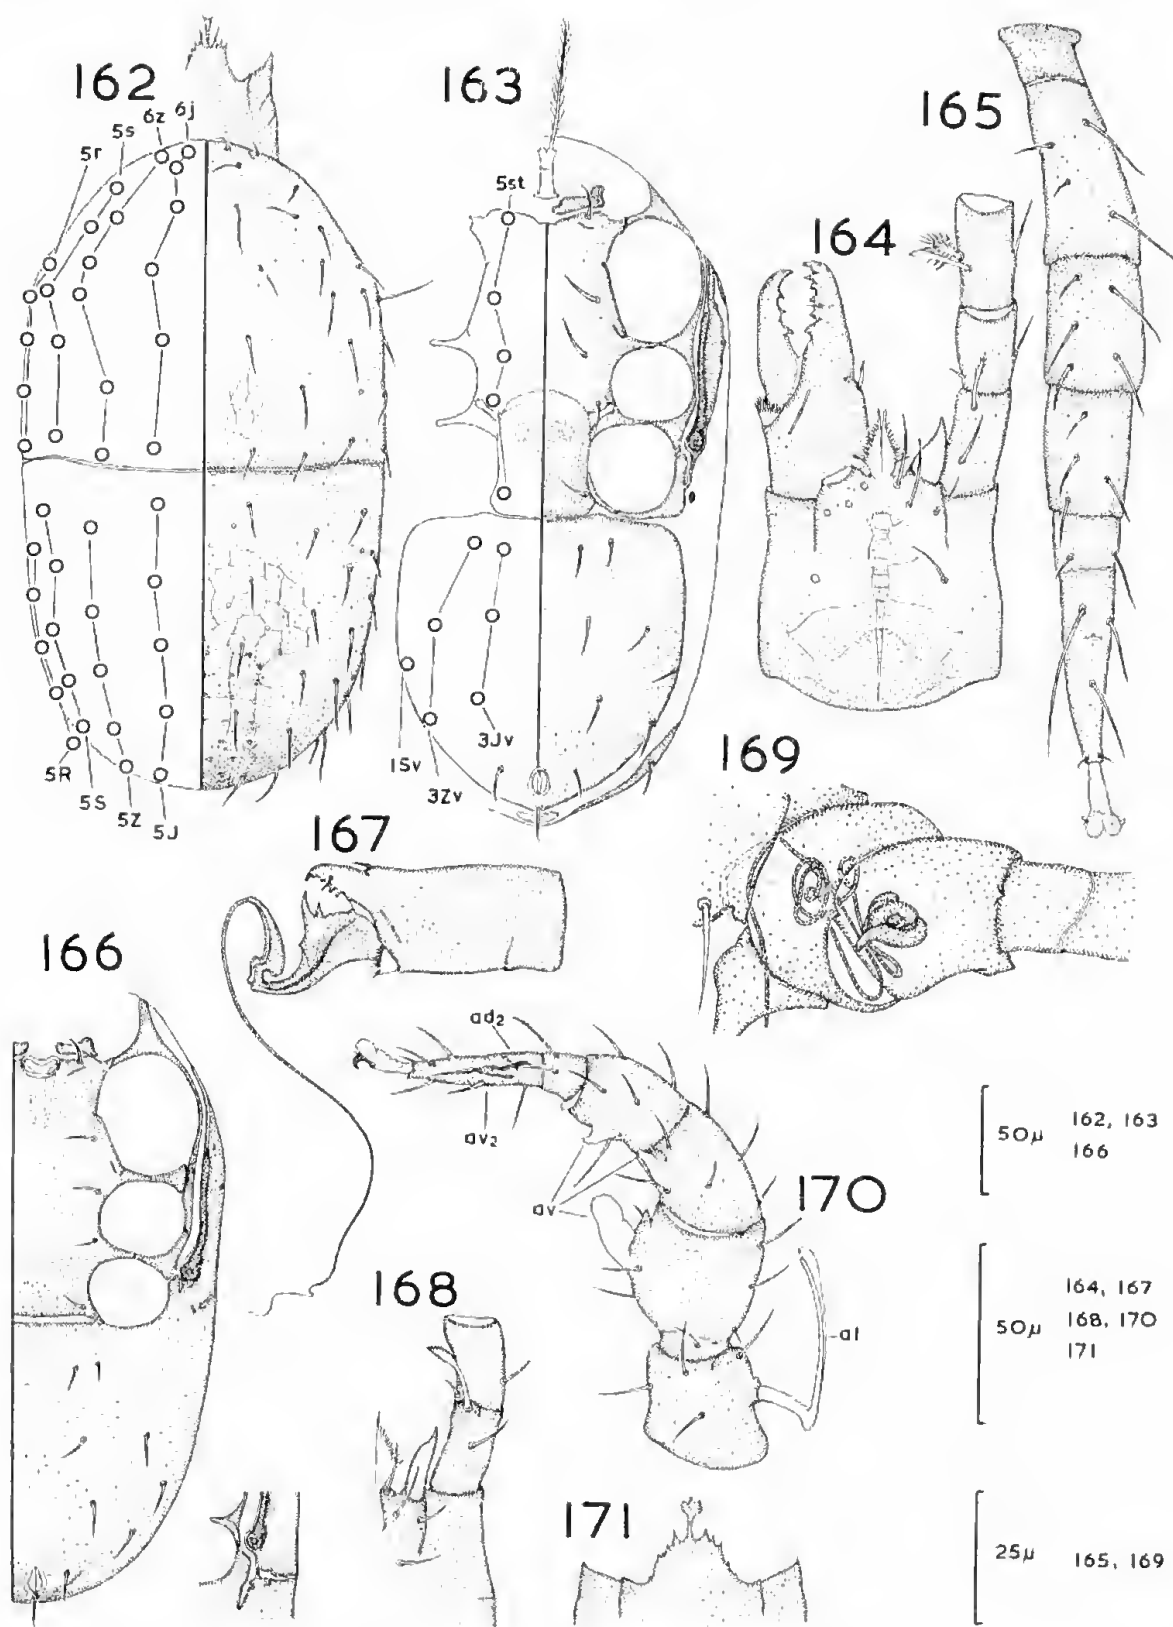 162
6z
6j
5s
5r
163
5st
164
165
5R
5S
5Z
5J
1Sv
3Zv
3Jv
169
167
166
ad₂
av₂
av
170
168
al
171
50μ 162, 163
166
50μ 164, 167
168, 170
171
25μ 165, 169